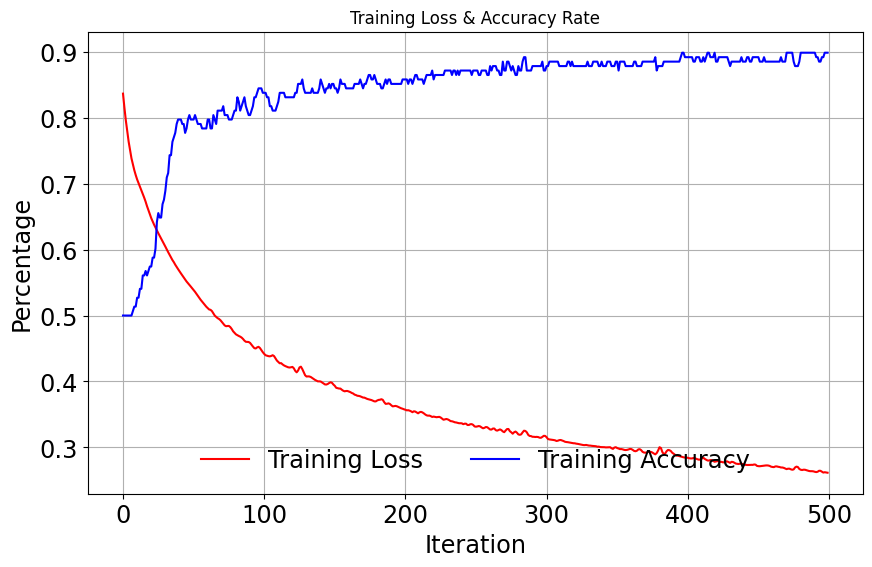 Training Loss & Accuracy Rate
Percentage
0.9
0.8
0.7
0.6
0.5
0.4
0.3
Training Loss
Training Accuracy
0 100 200 300 400 500
Iteration